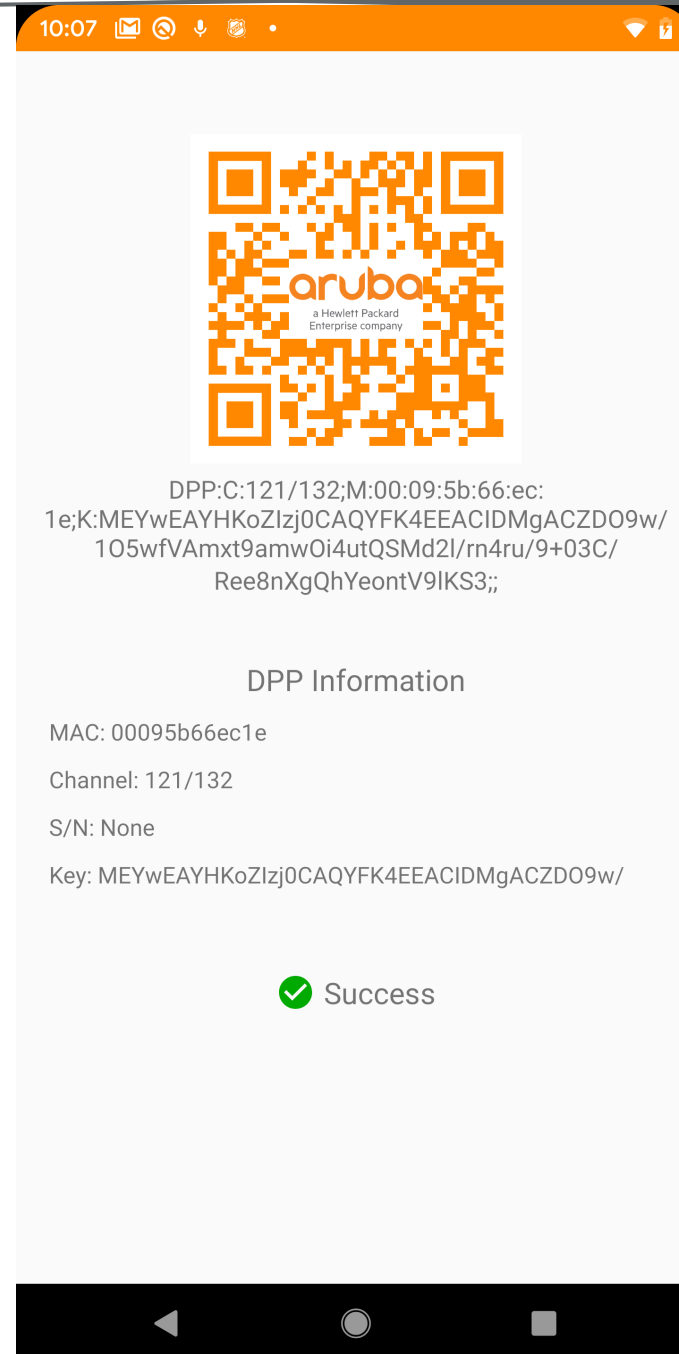 10:07
aruba
a Hewlett Packard
Enterprise company
DPP:C:121/132;M:00:09:5b:66:ec:
1e;K:MEYwEAYHKoZIzj0CAQYFK4EEACIDMgACZDO9w/
1O5wfVAmxt9amwOi4utQSMd2l/rn4ru/9+03C/
Ree8nXgQhYeontV9lKS3;;
DPP Information
MAC: 00095b66ec1e
Channel: 121/132
S/N: None
Key: MEYwEAYHKoZIzj0CAQYFK4EEACIDMgACZDO9w/
Success